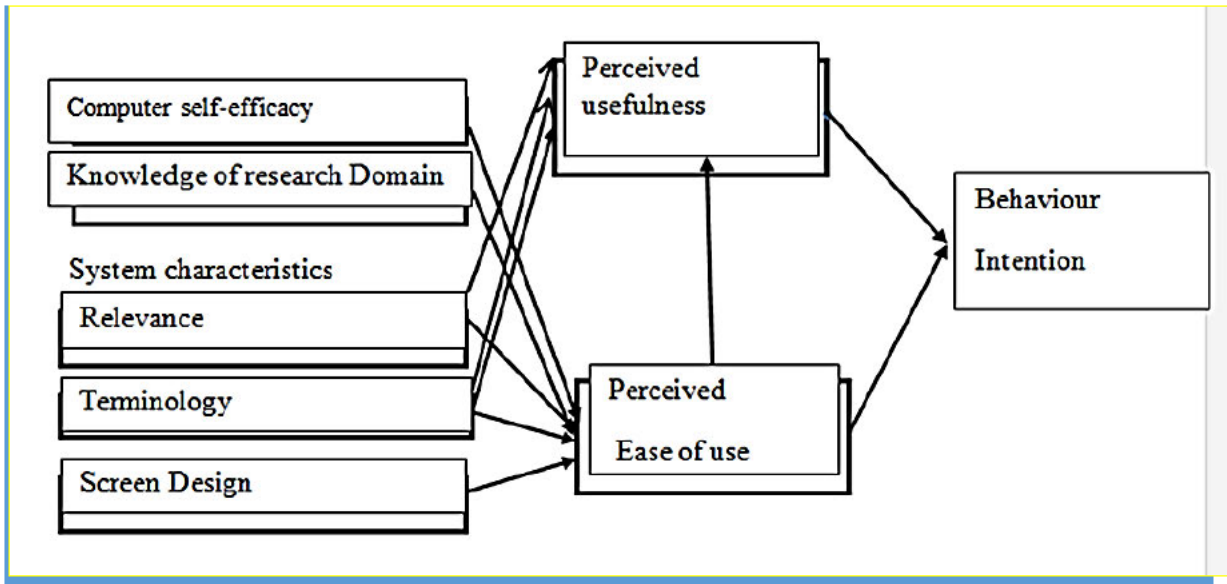 Computer self-efficacy
Knowledge of research Domain
System characteristics
Relevance
Terminology
Screen Design
Perceived
usefulness
Perceived
Ease of use
Behaviour
Intention